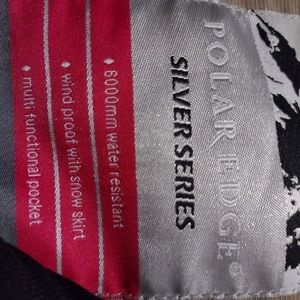 POLAR EDGE®
SILVER SERIES
♦ 6000mm water resistant
♦ wind proof with snow skirt
♦ multi functional pocket